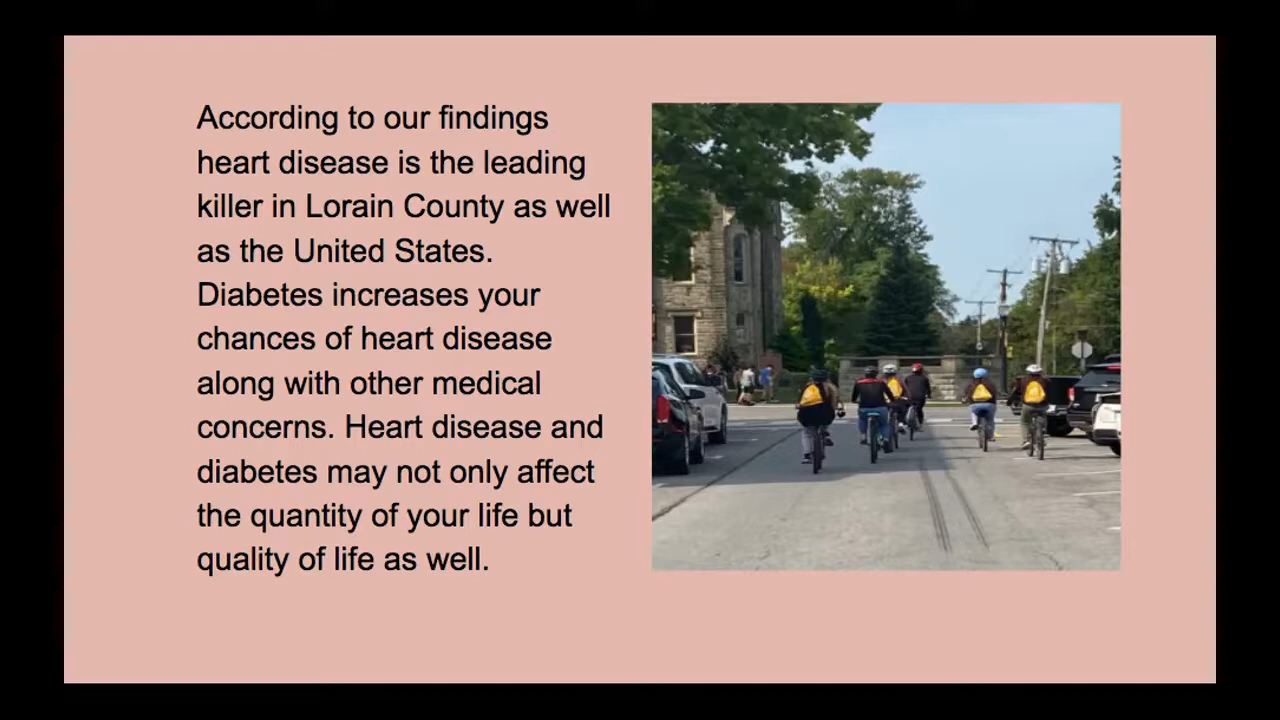 According to our findings
heart disease is the leading
killer in Lorain County as well
as the United States.
Diabetes increases your
chances of heart disease
along with other medical
concerns. Heart disease and
diabetes may not only affect
the quantity of your life but
quality of life as well.